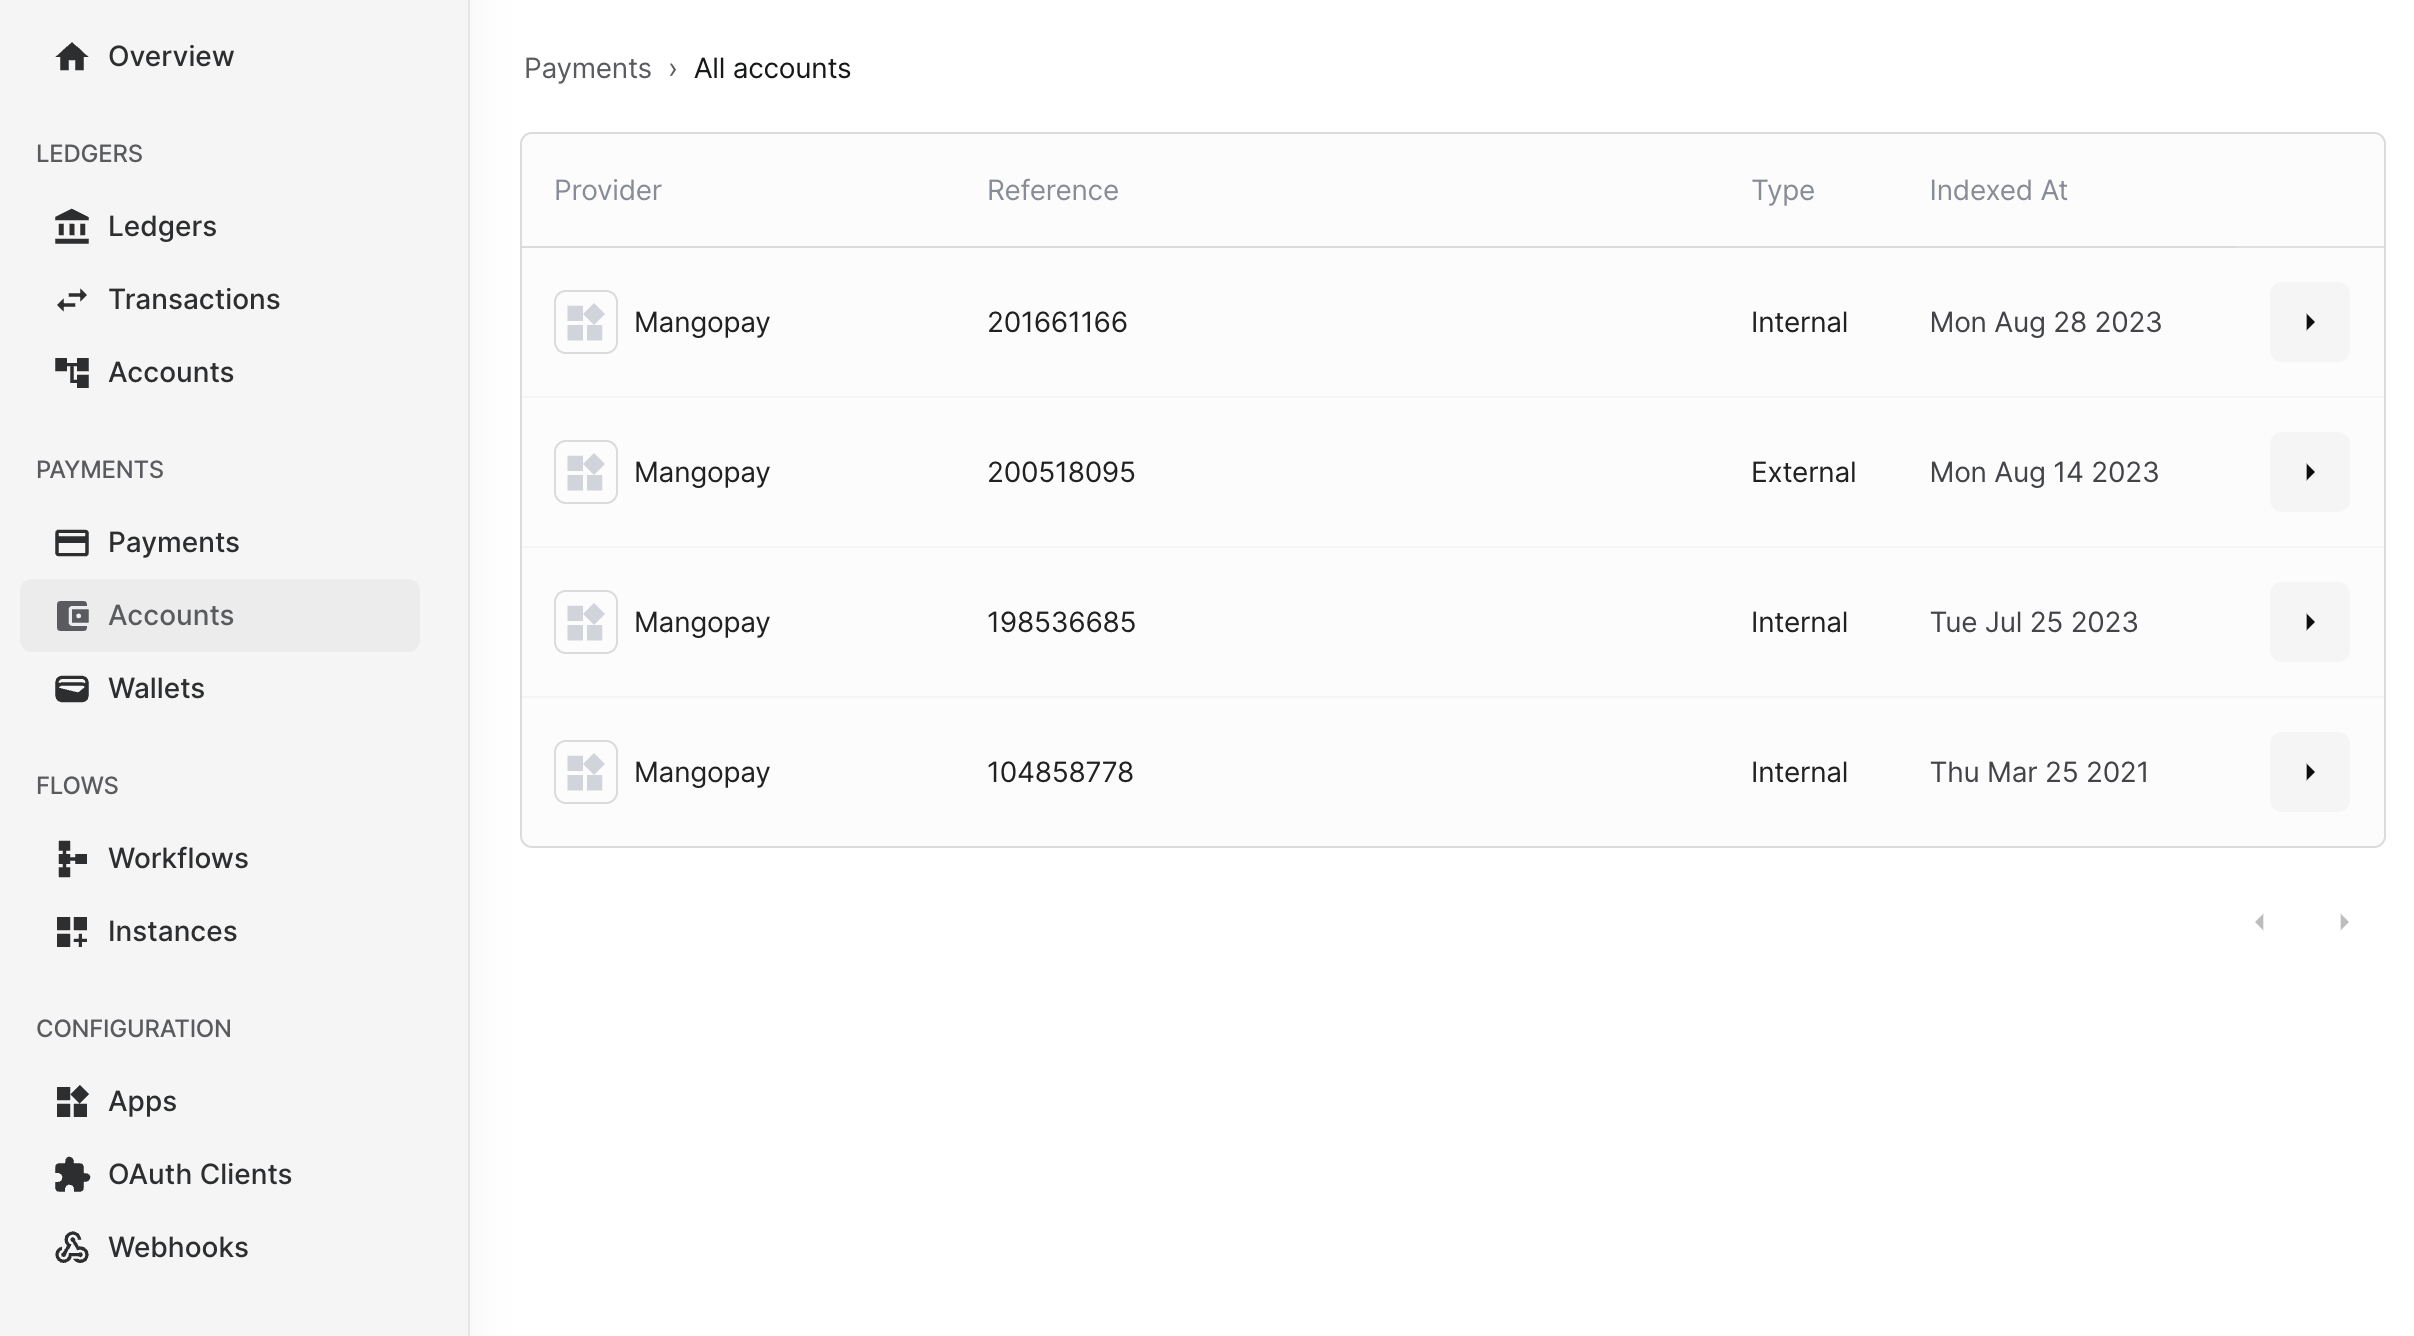 Overview
LEDGERS
Ledgers
Transactions
Accounts
PAYMENTS
Payments
Accounts
Wallets
FLOWS
Workflows
Instances
CONFIGURATION
Apps
OAuth Clients
Webhooks
Payments › All accounts
Provider Reference Type Indexed At
Mangopay 201661166 Internal Mon Aug 28 2023
Mangopay 200518095 External Mon Aug 14 2023
Mangopay 198536685 Internal Tue Jul 25 2023
Mangopay 104858778 Internal Thu Mar 25 2021